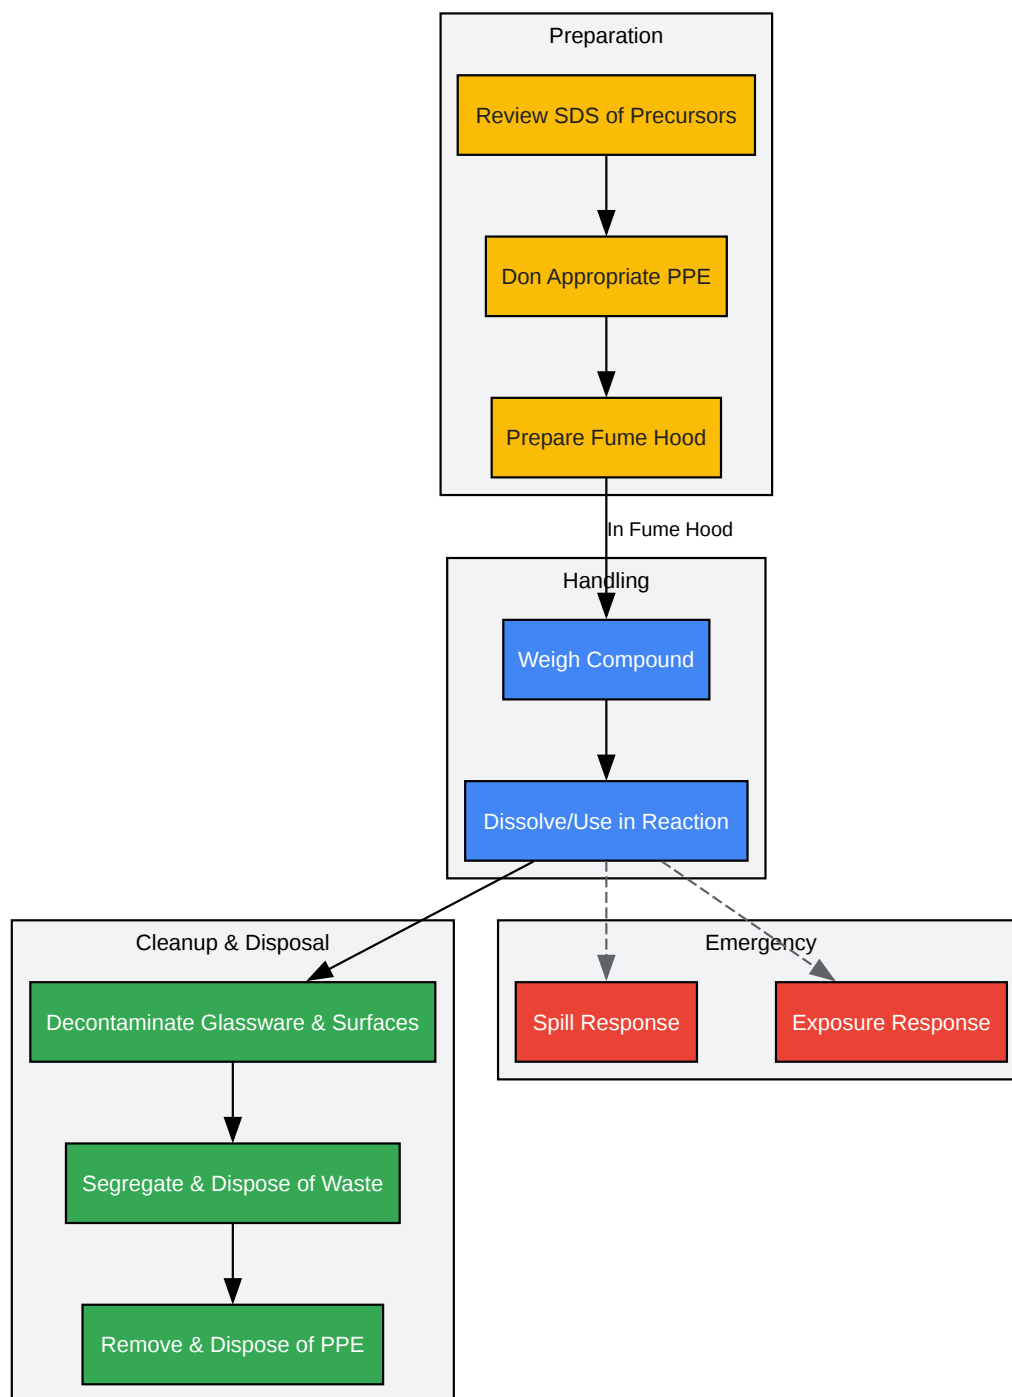 Preparation
Review SDS of Precursors
Don Appropriate PPE
Prepare Fume Hood
In Fume Hood
Handling
Weigh Compound
Dissolve/Use in Reaction
Cleanup & Disposal
Decontaminate Glassware & Surfaces
Segregate & Dispose of Waste
Remove & Dispose of PPE
Emergency
Spill Response
Exposure Response